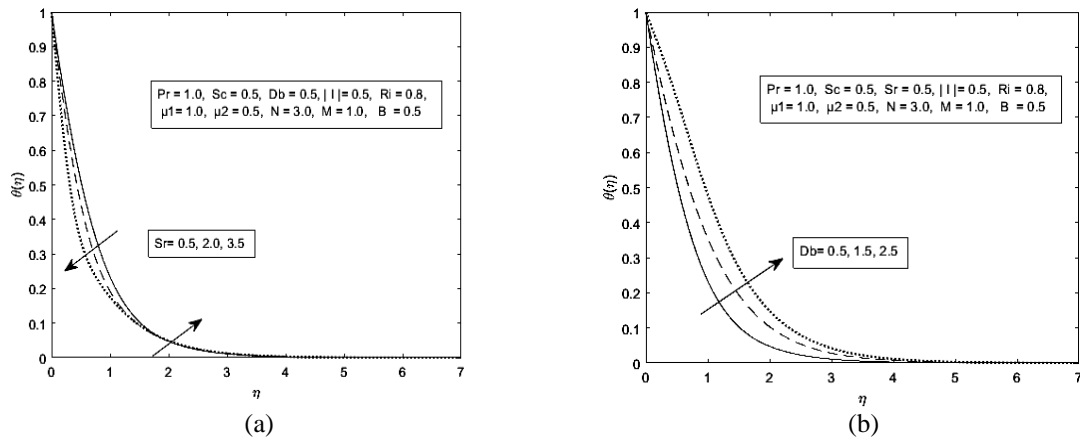 1
0.9
0.8
0.7
0.6
0.5
0.4
0.3
0.2
0.1
0
θ(η)
Pr = 1.0, Sc = 0.5, Db = 0.5, | I |= 0.5, Ri = 0.8,
μ1= 1.0, μ2 = 0.5, N = 3.0, M = 1.0, B = 0.5
Sr= 0.5, 2.0, 3.5
0 1 2 3 4 5 6 7
η
(a)
1
0.9
0.8
0.7
0.6
0.5
0.4
0.3
0.2
0.1
0
θ(η)
Pr = 1.0, Sc = 0.5, Sr = 0.5, | I |= 0.5, Ri = 0.8,
μ1= 1.0, μ2 = 0.5, N = 3.0, M = 1.0, B = 0.5
Db= 0.5, 1.5, 2.5
0 1 2 3 4 5 6 7
η
(b)